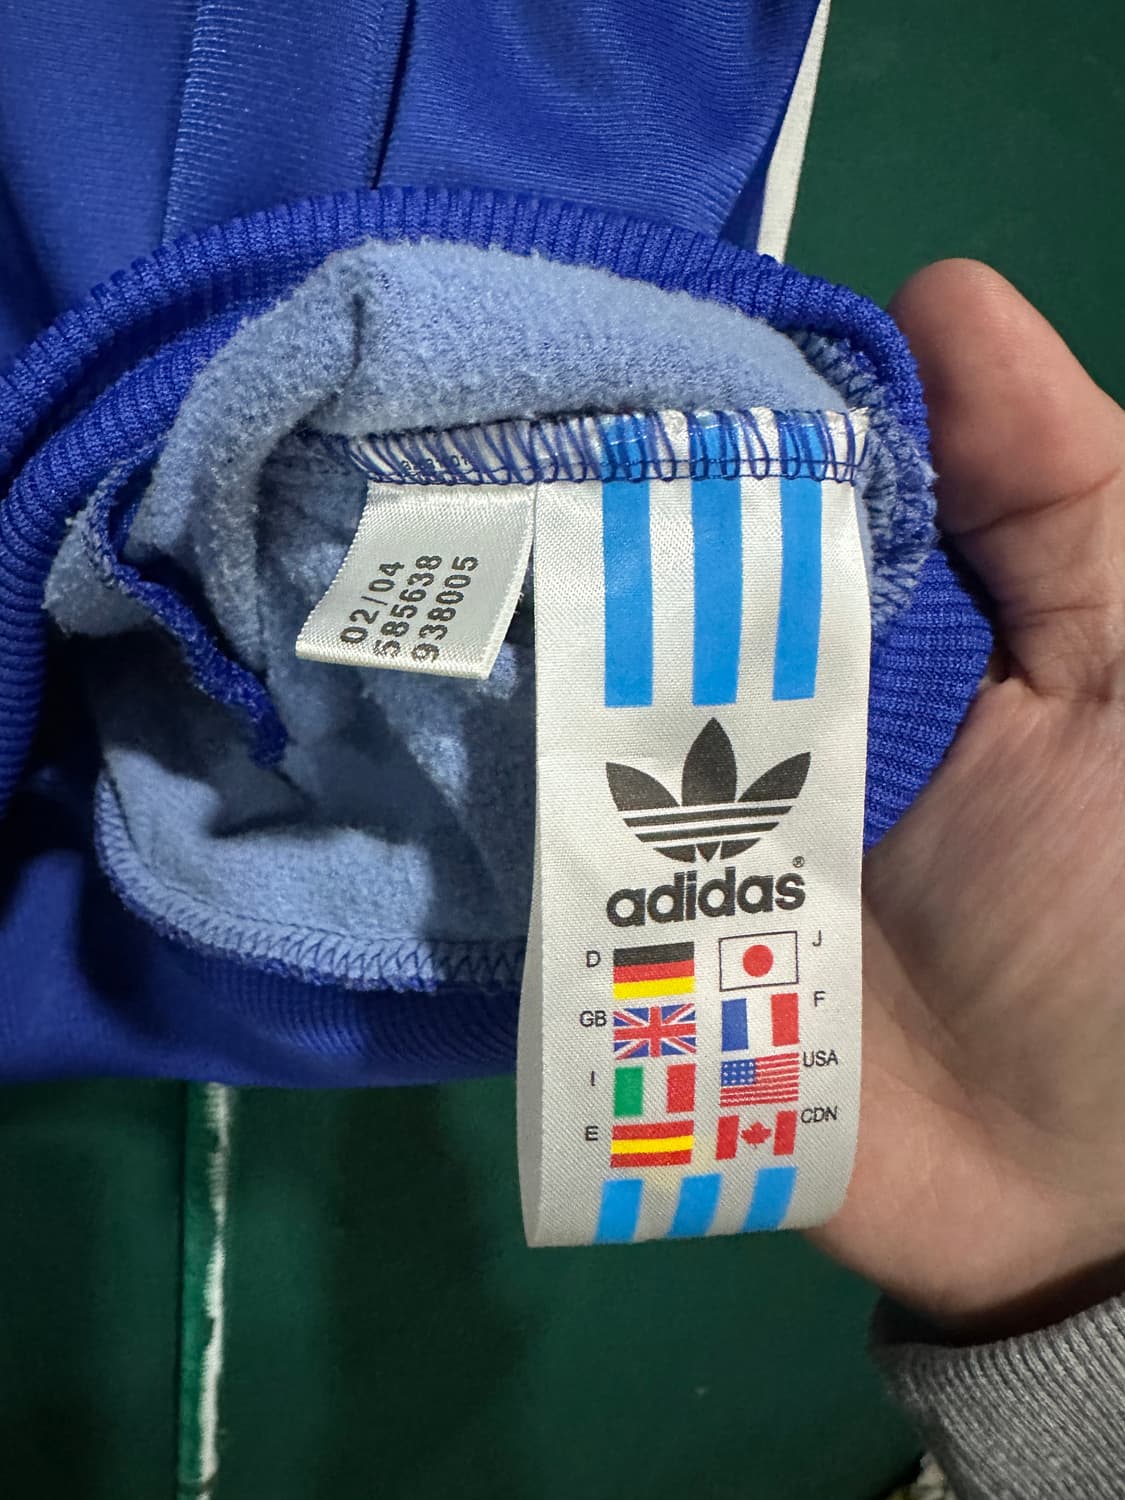 02/04
585638
938005
adidas®
D
J
GB
F
I
USA
E
CDN